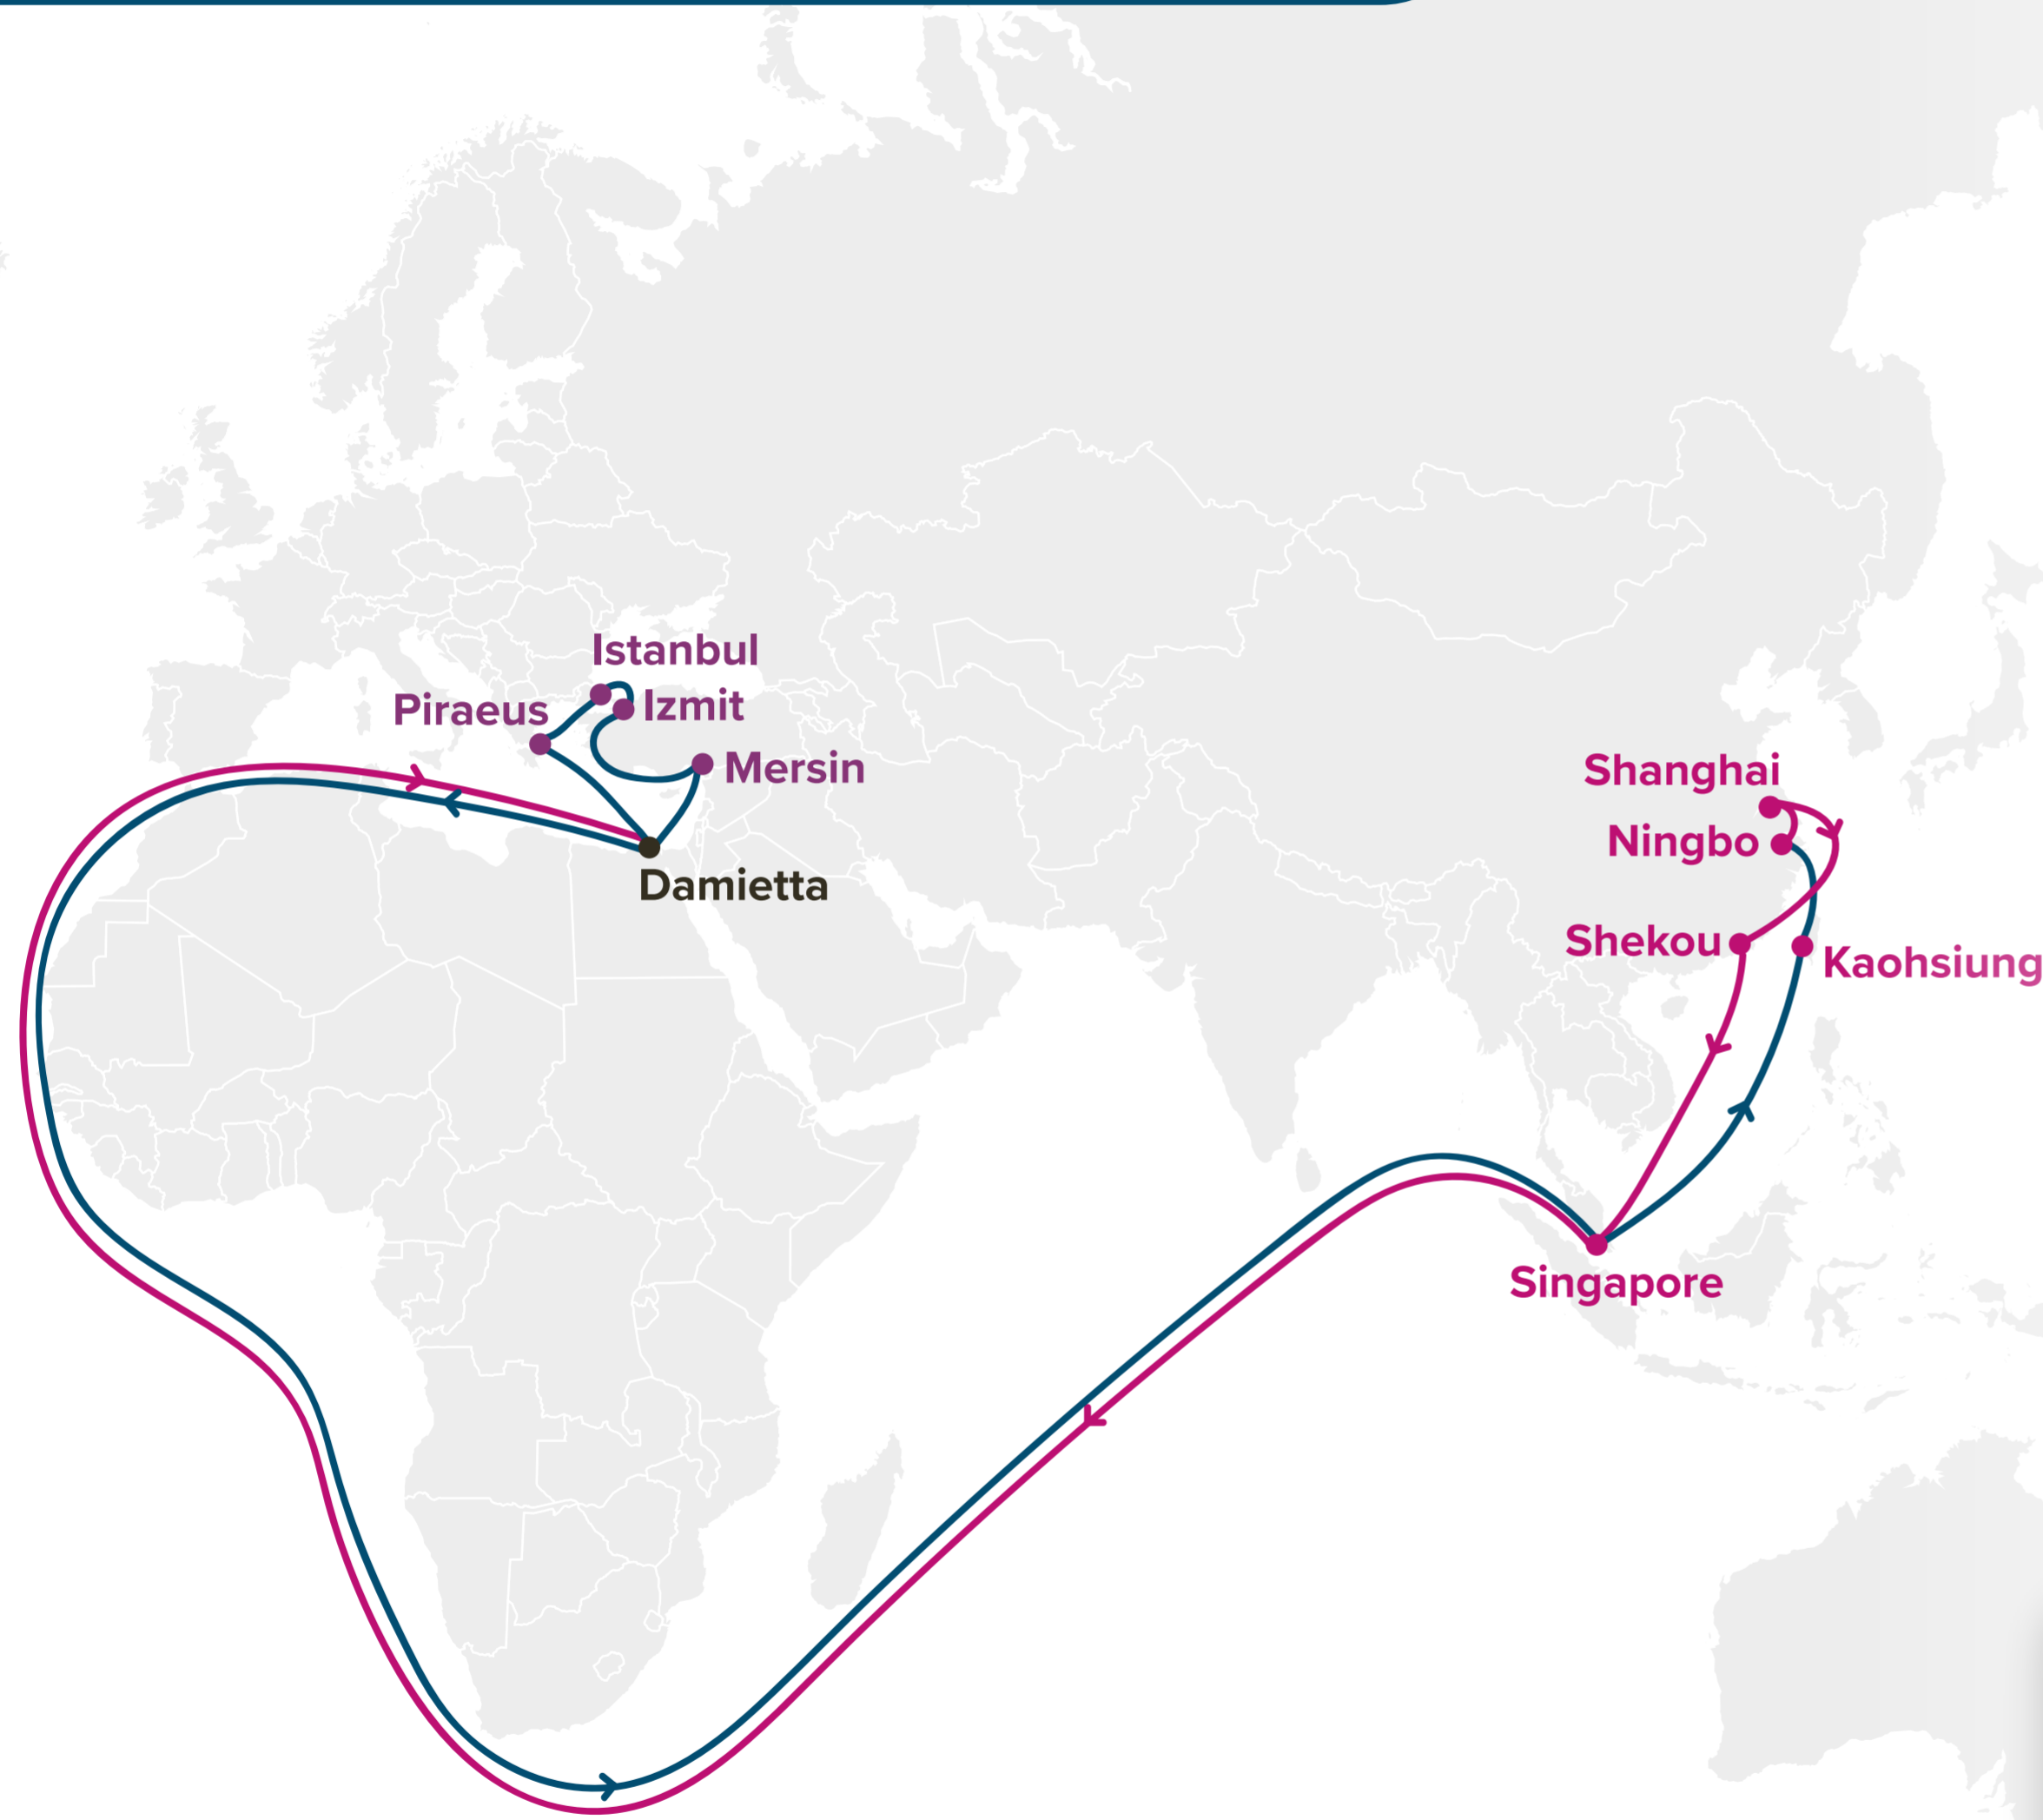 Istanbul
Piraeus
Izmit
Mersin
Damietta
Shanghai
Ningbo
Shekou
Kaohsiung
Singapore